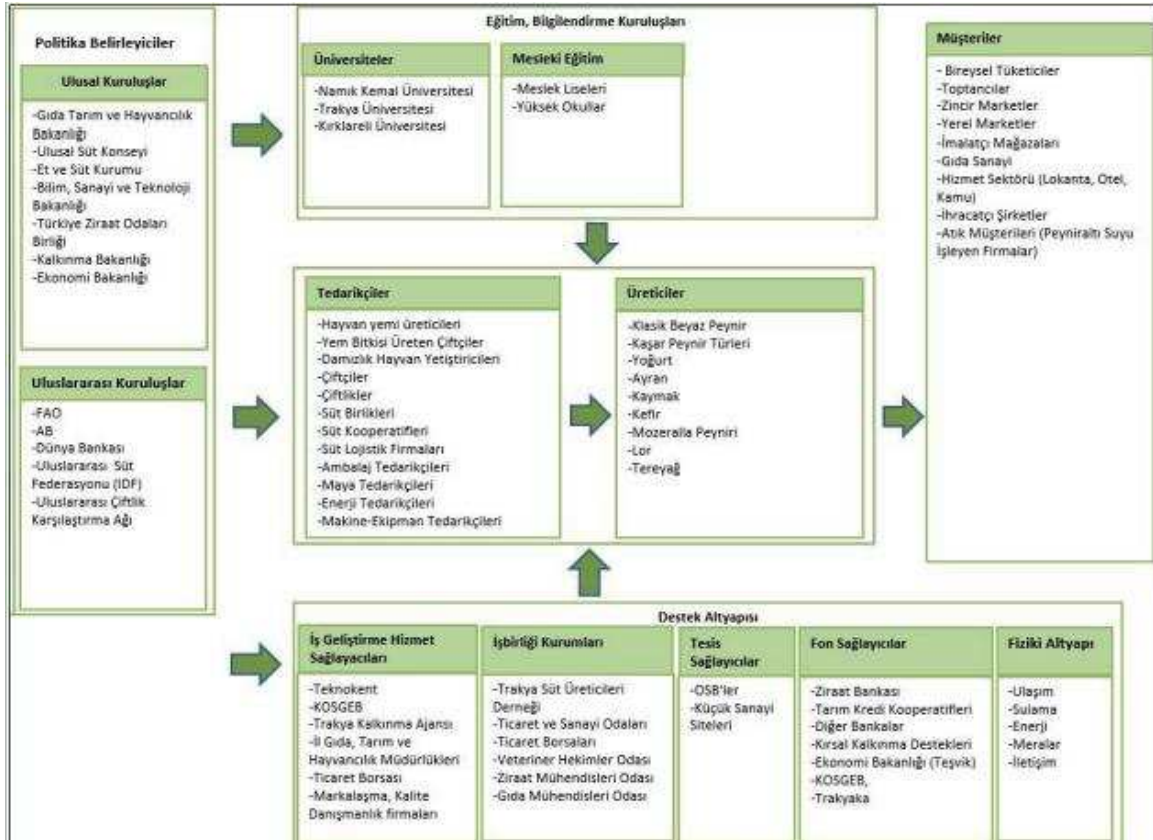 Politika Belirleyiciler
Ulusal Kuruluşlar
-Gıda Tarım ve Hayvancılık
Bakanlığı
-Ulusal Süt Konseyi
-Et ve Süt Kurumu
-Bilim, Sanayi ve Teknoloji
Bakanlığı
-Türkiye Ziraat Odaları
Birliği
-Kalkınma Bakanlığı
-Ekonomi Bakanlığı
Uluslararası Kuruluşlar
-FAO
-AB
-Dünya Bankası
-Uluslararası Süt
Federasyonu (IDF)
-Uluslararası Çiftlik
Karşılaştırma Ağı
Eğitim, Bilgilendirme Kuruluşları
Üniversiteler
-Namık Kemal Üniversitesi
-Trakya Üniversitesi
-Kırklareli Üniversitesi
Mesleki Eğitim
-Meslek Liseleri
-Yüksek Okullar
Tedarikçiler
-Hayvan yemi üreticileri
-Yem Bitkisi Üreten Çiftçiler
-Damızlık Hayvan Yetiştiricileri
-Çiftçiler
-Çiftlikler
-Süt Birlikleri
-Süt Kooperatifleri
-Süt Lojistik Firmaları
-Ambalaj Tedarikçileri
-Maya Tedarikçileri
-Enerji Tedarikçileri
-Makine-Ekipman Tedarikçileri
Üreticiler
-Klasik Beyaz Peynir
-Kaşar Peynir Türleri
-Yoğurt
-Ayran
-Kaymak
-Kefir
-Mozeralla Peyniri
-Lor
-Tereyağ
Müşteriler
- Bireysel Tüketiciler
-Toptancılar
-Zincir Marketler
-Yerel Marketler
-İmalatçı Mağazaları
-Gıda Sanayi
-Hizmet Sektörü (Lokanta, Otel,
Kamu)
-İhracatçı Şirketler
-Atık Müşterileri (Peyniraltı Suyu
İşleyen Firmalar)
Destek Altyapısı
İş Geliştirme Hizmet
Sağlayacıları
-Teknokent
-KOSGEB
-Trakya Kalkınma Ajansı
-İl Gıda, Tarım ve
Hayvancılık Müdürlükleri
-Ticaret Borsası
-Markalaşma, Kalite
Danışmanlık firmaları
İşbirliği Kurumları
-Trakya Süt Üreticileri
Derneği
-Ticaret ve Sanayi Odaları
-Ticaret Borsaları
-Veteriner Hekimler Odası
-Ziraat Mühendisleri Odası
-Gıda Mühendisleri Odası
Tesis
Sağlayıcılar
-OSB'ler
-Küçük Sanayi
Siteleri
Fon Sağlayıcılar
-Ziraat Bankası
-Tarım Kredi Kooperatifleri
-Diğer Bankalar
-Kırsal Kalkınma Destekleri
-Ekonomi Bakanlığı (Teşvik)
-KOSGEB,
-Trakyaka
Fiziki Altyapı
-Ulaşım
-Sulama
-Enerji
-Meralar
-İletişim